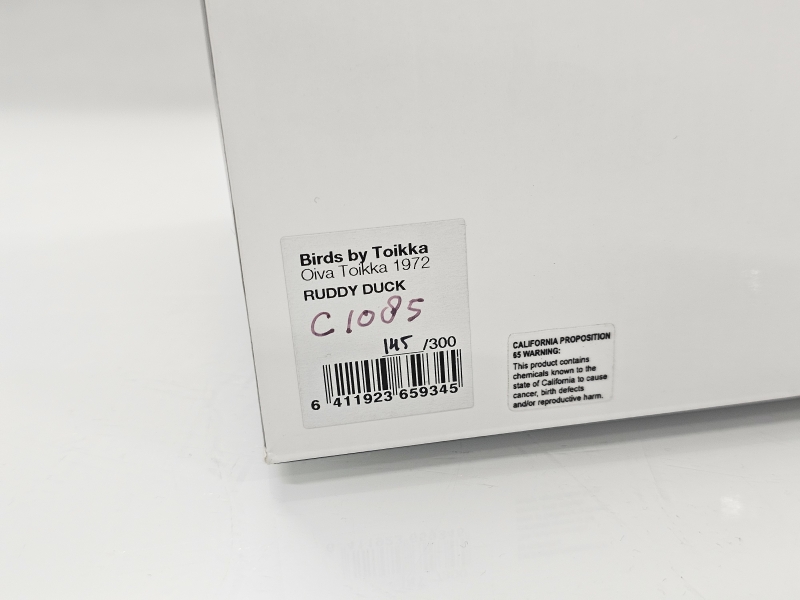 Birds by Toikka
Oiva Toikka 1972
RUDDY DUCK
C1085
145 /300
6 411923 659345
CALIFORNIA PROPOSITION
65 WARNING:
This product contains
chemicals known to the
state of California to cause
cancer, birth defects
and/or reproductive harm.